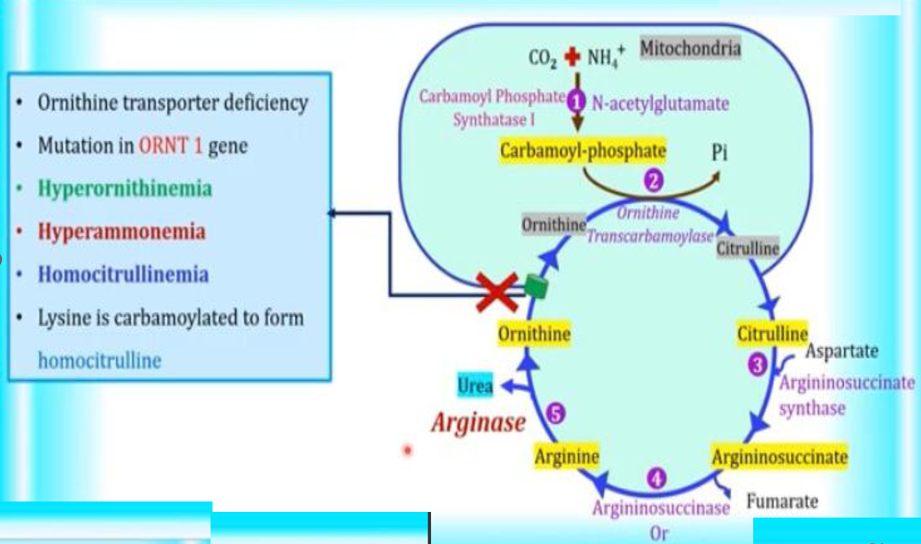 • Ornithine transporter deficiency
• Mutation in ORNT 1 gene
• Hyperornithinemia
• Hyperammonemia
• Homocitrullinemia
• Lysine is carbamoylated to form
homocitrulline
CO₂ + NH₄⁺
Mitochondria
Carbamoyl Phosphate
Synthatase I
1
N-acetylglutamate
Carbamoyl-phosphate
Pi
2
Ornithine
Ornithine
Transcarbamoylase
Citrulline
Ornithine
Citrulline
3
Aspartate
Argininosuccinate
synthase
Urea
Arginase
5
Arginine
Argininosuccinate
4
Argininosuccinase
Or
Fumarate